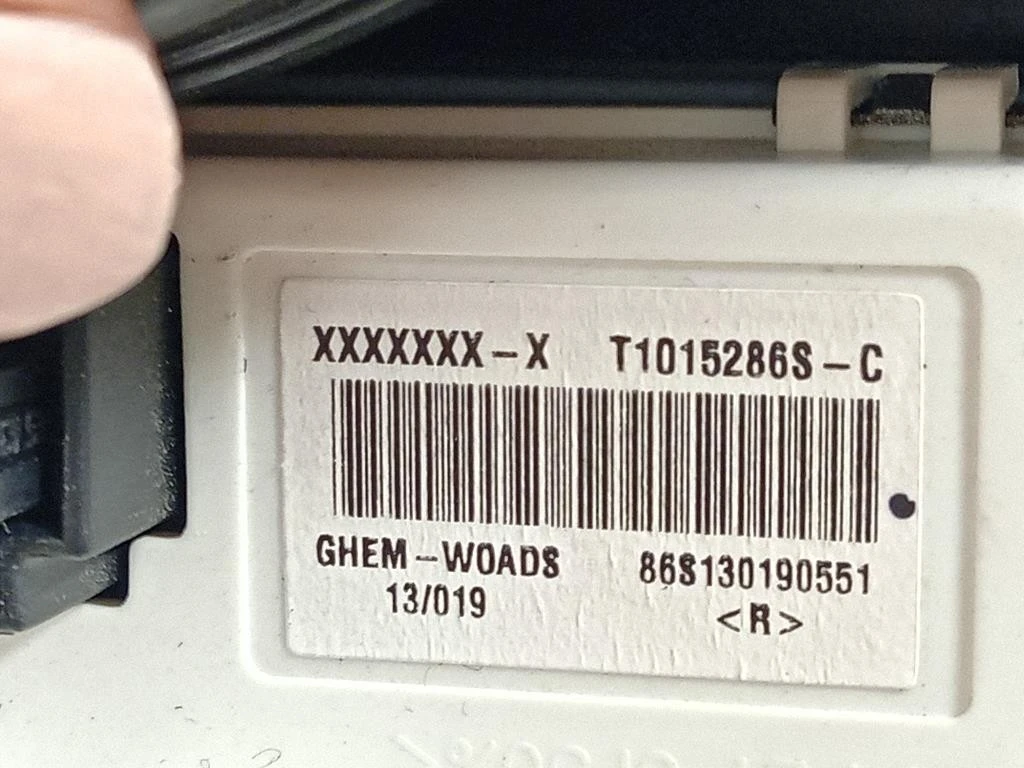 XXXXXXX-X T1015286S-C
GHEM-WOADS 86S130190551
13/019 <R>